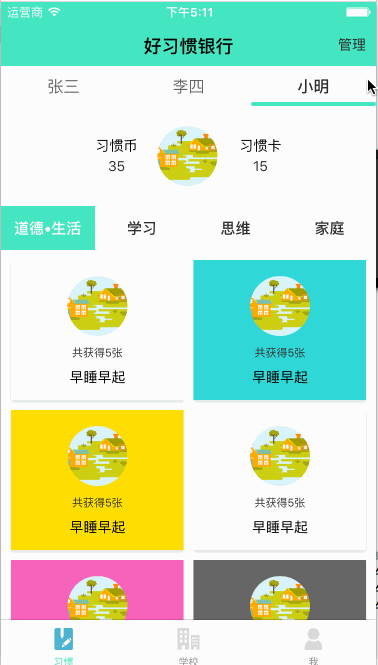 运营商 下午5:11
好习惯银行 管理
张三 李四 小明
习惯币 习惯卡
35 15
道德•生活 学习 思维 家庭
共获得5张 共获得5张
早睡早起 早睡早起
共获得5张 共获得5张
早睡早起 早睡早起
习惯 学校 我